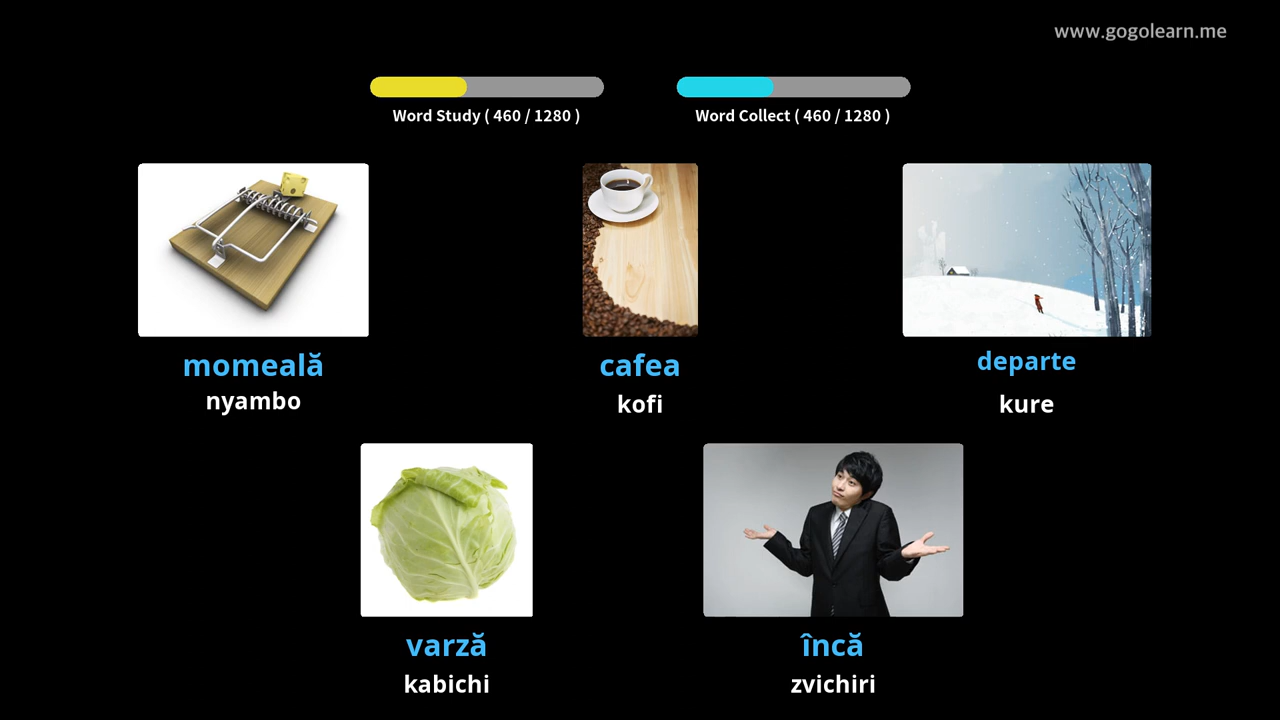 www.gogolearn.me
Word Study ( 460 / 1280 )
Word Collect ( 460 / 1280 )
momeală
nyambo
cafea
kofi
departe
kure
varză
kabichi
încă
zvichiri